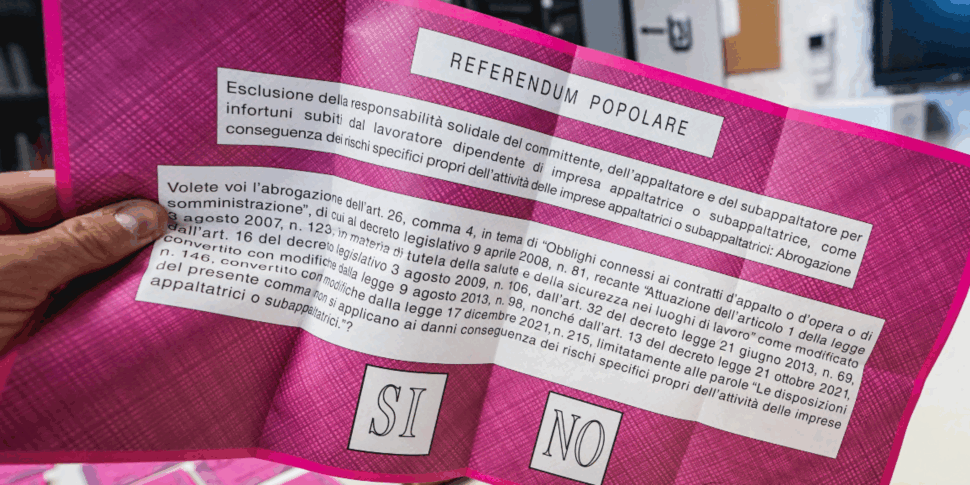 REFERENDUM POPOLARE
Esclusione della responsabilità solidale del committente, dell'appaltatore e del subappaltatore per
infortuni subiti dal lavoratore dipendente di impresa appaltatrice o subappaltatrice, come
conseguenza dei rischi specifici propri dell'attività delle imprese appaltatrici o subappaltatrici: Abrogazione
Volete voi l'abrogazione dell'art. 26, comma 4, in tema di "Obblighi connessi ai contratti d'appalto o d'opera o di
somministrazione", di cui al decreto legislativo 9 aprile 2008, n. 81, recante "Attuazione dell'articolo 1 della legge
3 agosto 2007, n. 123, in materia di tutela della salute e della sicurezza nei luoghi di lavoro" come modificato
dall'art. 16 del decreto legislativo 3 agosto 2009, n. 106, dall'art. 32 del decreto legge 21 giugno 2013, n. 69,
convertito con modifiche dalla legge 9 agosto 2013, n. 98, nonché dall'art. 13 del decreto legge 21 ottobre 2021,
n. 146, convertito con modifiche dalla legge 17 dicembre 2021, n. 215, limitatamente alle parole "Le disposizioni
del presente comma non si applicano ai danni conseguenza dei rischi specifici propri dell'attività delle imprese
appaltatrici o subappaltatrici."?
SI NO